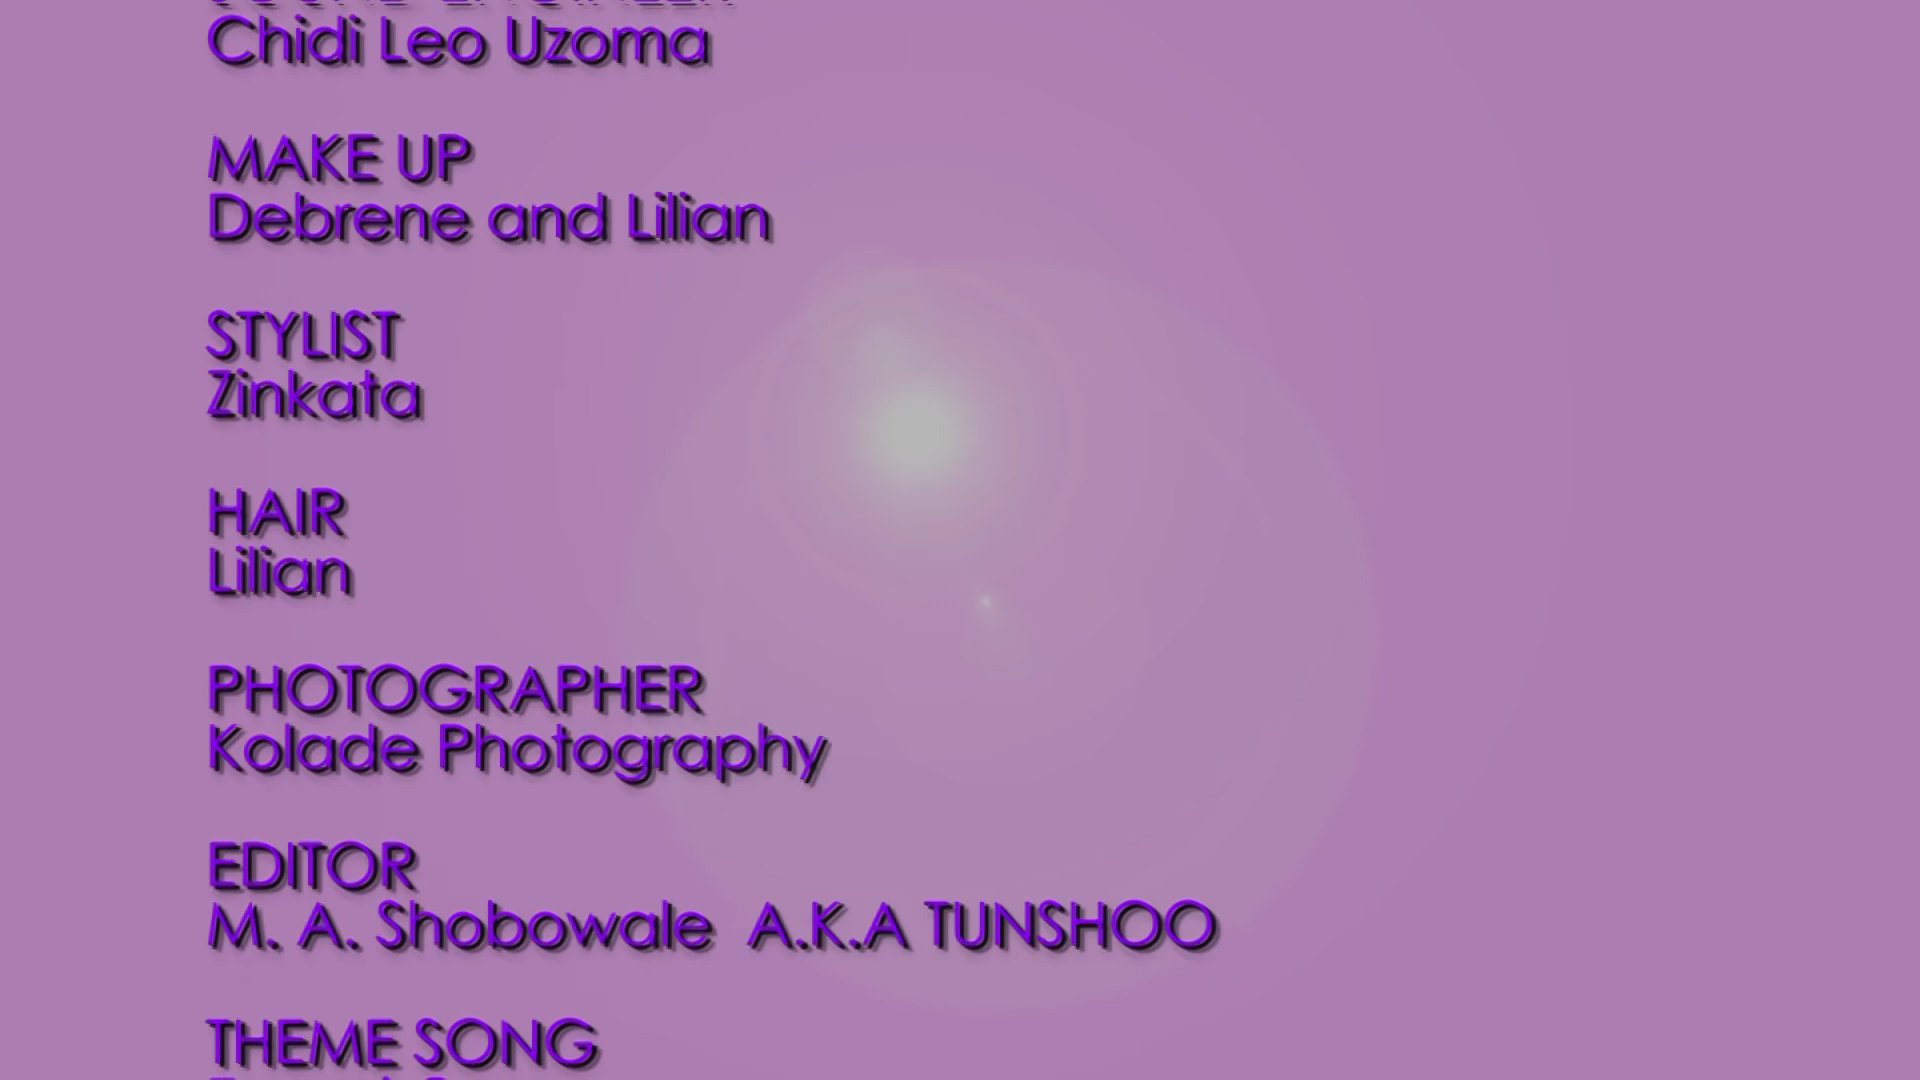 Chidi Leo Uzoma
MAKE UP
Debrene and Lilian
STYLIST
Zinkata
HAIR
Lilian
PHOTOGRAPHER
Kolade Photography
EDITOR
M. A. Shobowale A.K.A TUNSHOO
THEME SONG